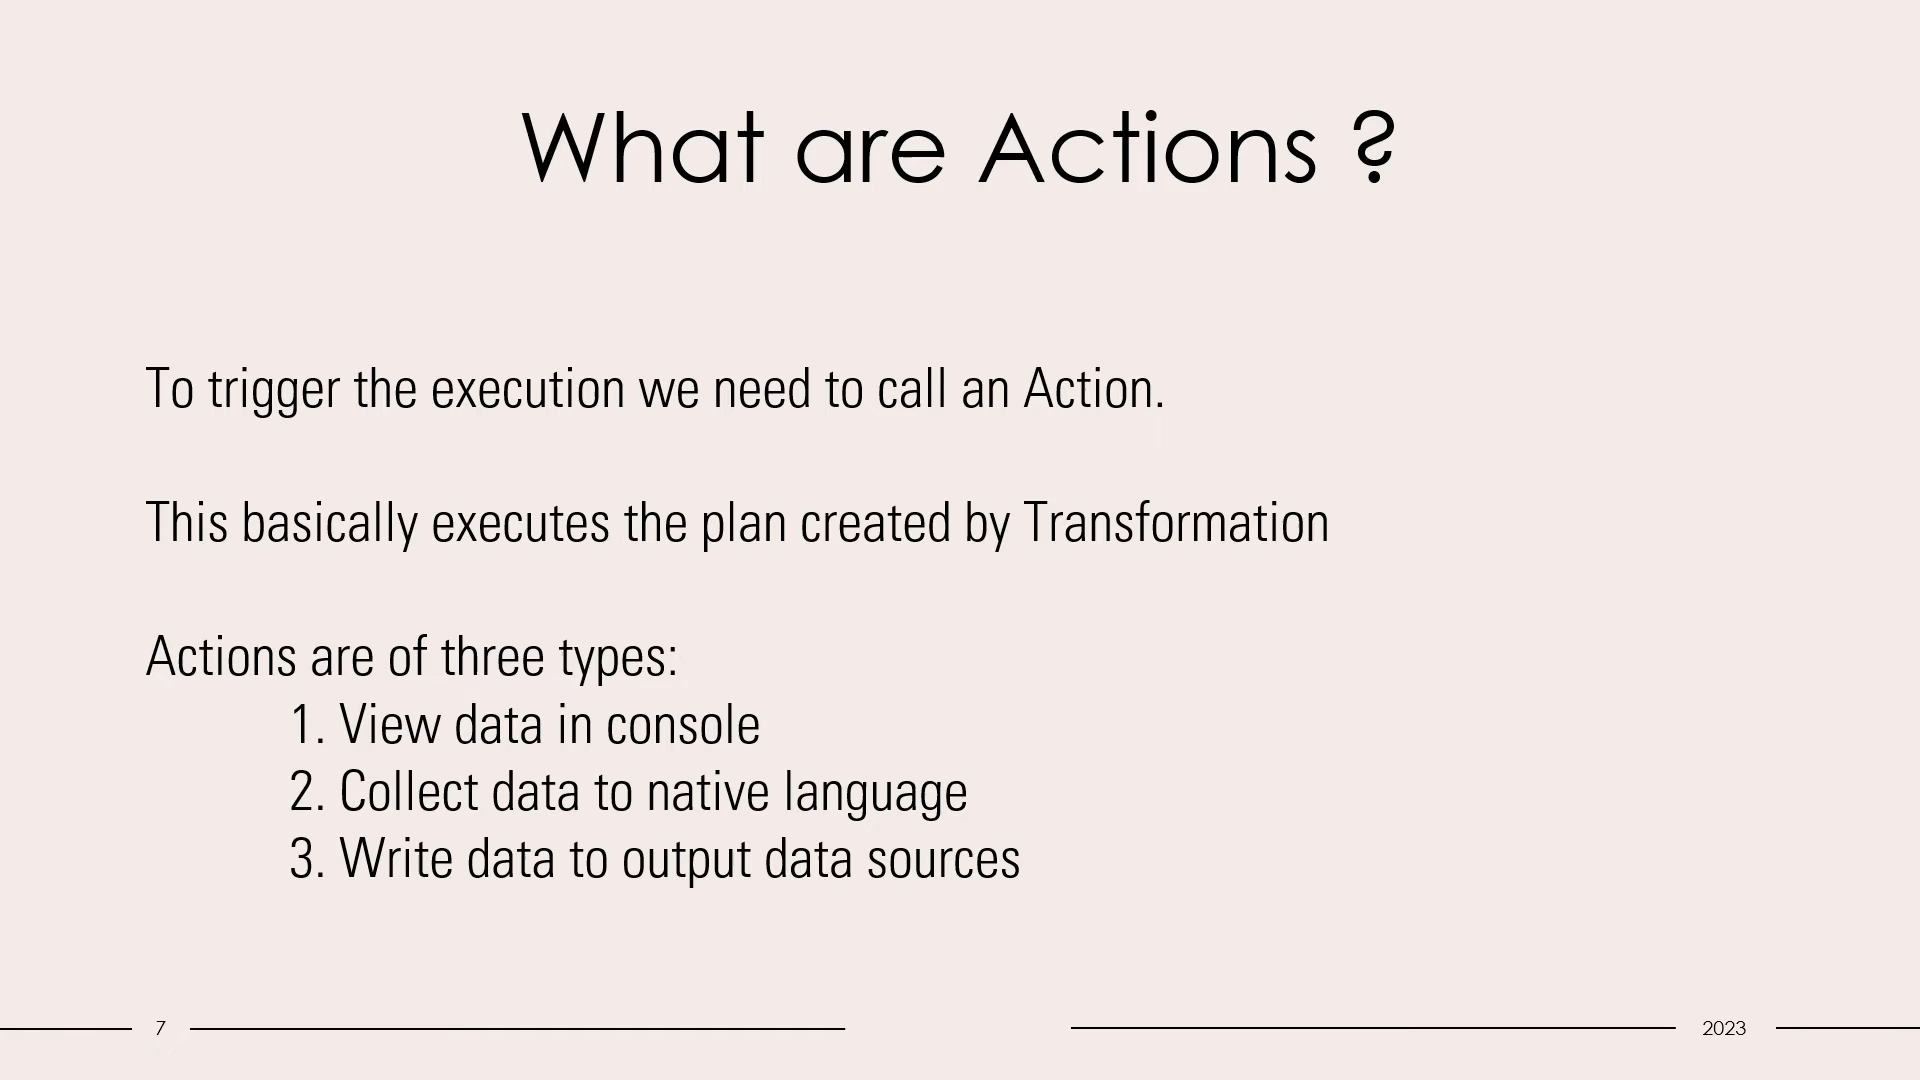 What are Actions ?
To trigger the execution we need to call an Action.
This basically executes the plan created by Transformation
Actions are of three types:
1. View data in console
2. Collect data to native language
3. Write data to output data sources
7
2023